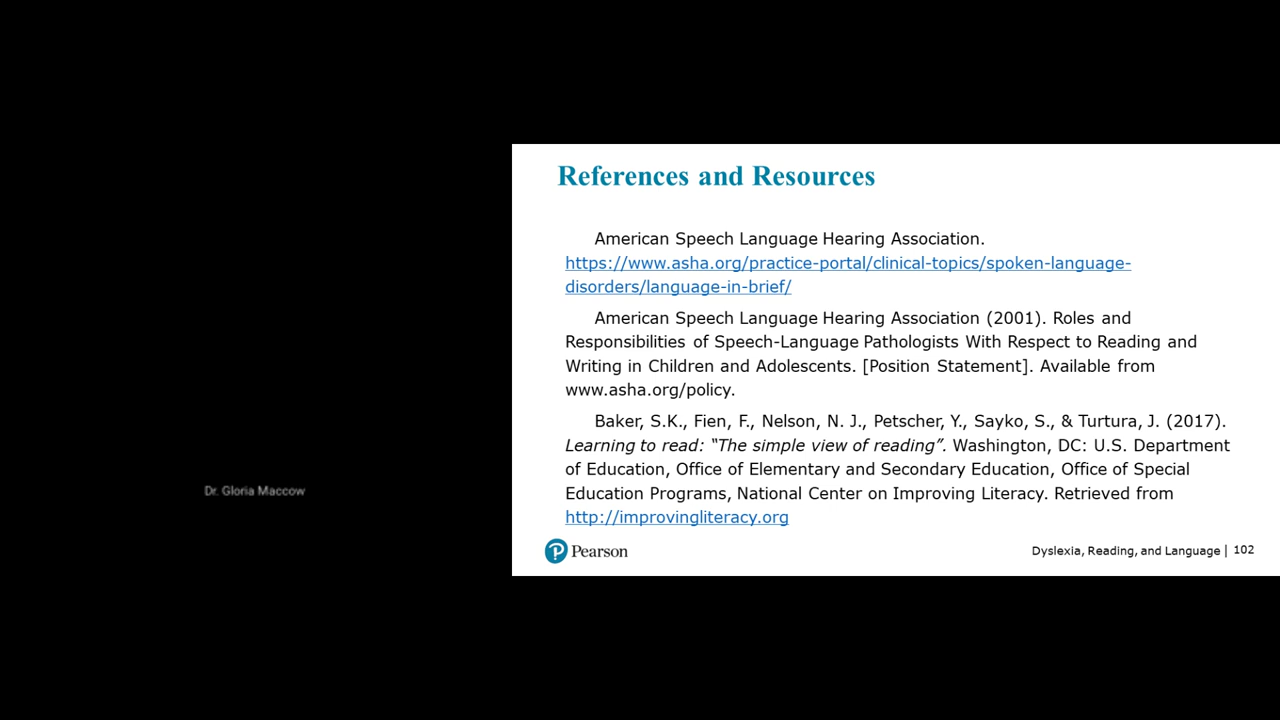 References and Resources
American Speech Language Hearing Association.
https://www.asha.org/practice-portal/clinical-topics/spoken-language-
disorders/language-in-brief/
American Speech Language Hearing Association (2001). Roles and
Responsibilities of Speech-Language Pathologists With Respect to Reading and
Writing in Children and Adolescents. [Position Statement]. Available from
www.asha.org/policy.
Baker, S.K., Fien, F., Nelson, N. J., Petscher, Y., Sayko, S., & Turtura, J. (2017).
Learning to read: “The simple view of reading”. Washington, DC: U.S. Department
of Education, Office of Elementary and Secondary Education, Office of Special
Education Programs, National Center on Improving Literacy. Retrieved from
http://improvingliteracy.org
Dr. Gloria Maccow
Pearson
Dyslexia, Reading, and Language | 102